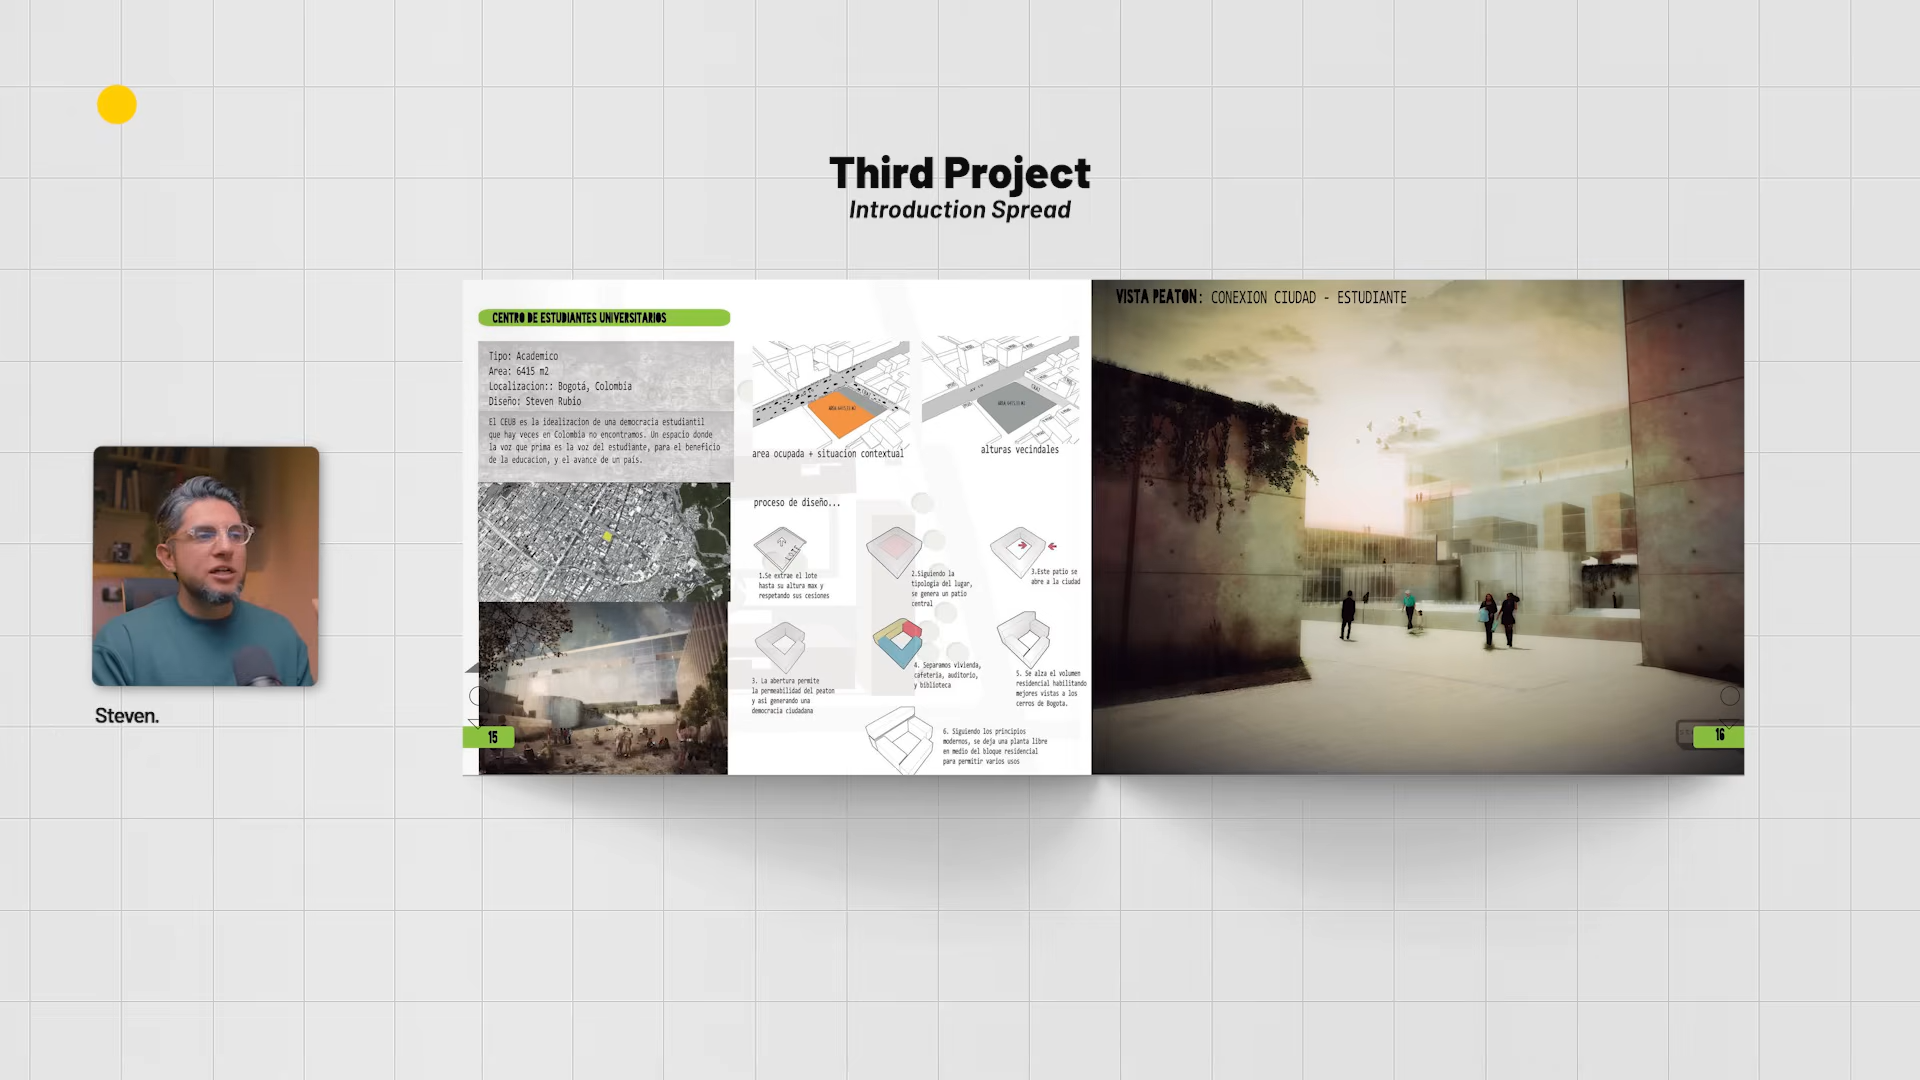 Third Project
Introduction Spread
CENTRO DE ESTUDIANTES UNIVERSITARIOS
Tipo: Academico
Area: 6415 m2
Localizacion:: Bogotá, Colombia
Diseño: Steven Rubio
El CEUB es la idealizacion de una democracia estudiantil
que hay veces en Colombia no encontramos. Un espacio donde
la voz que prima es la voz del estudiante, para el beneficio
de la educacion, y el avance de un país.
area ocupada + situacion contextual
alturas vecindales
proceso de diseño...
1.Se extrae el lote
hasta su altura max y
respetando sus cesiones
2.Siguiendo la
tipologia del lugar,
se genera un patio
central
3.Este patio se
abre a la ciudad
3. La abertura permite
la permeabilidad del peaton
y asi generando una
democracia ciudadana
4. Separamos vivienda,
cafeteria, auditorio,
y biblioteca
5. Se alza el volumen
residencial habilitando
mejores vistas a los
cerros de Bogota.
6. Siguiendo los principios
modernos, se deja una planta libre
en medio del bloque residencial
para permitir varios usos
15
VISTA PEATON: CONEXION CIUDAD - ESTUDIANTE
16
Steven.